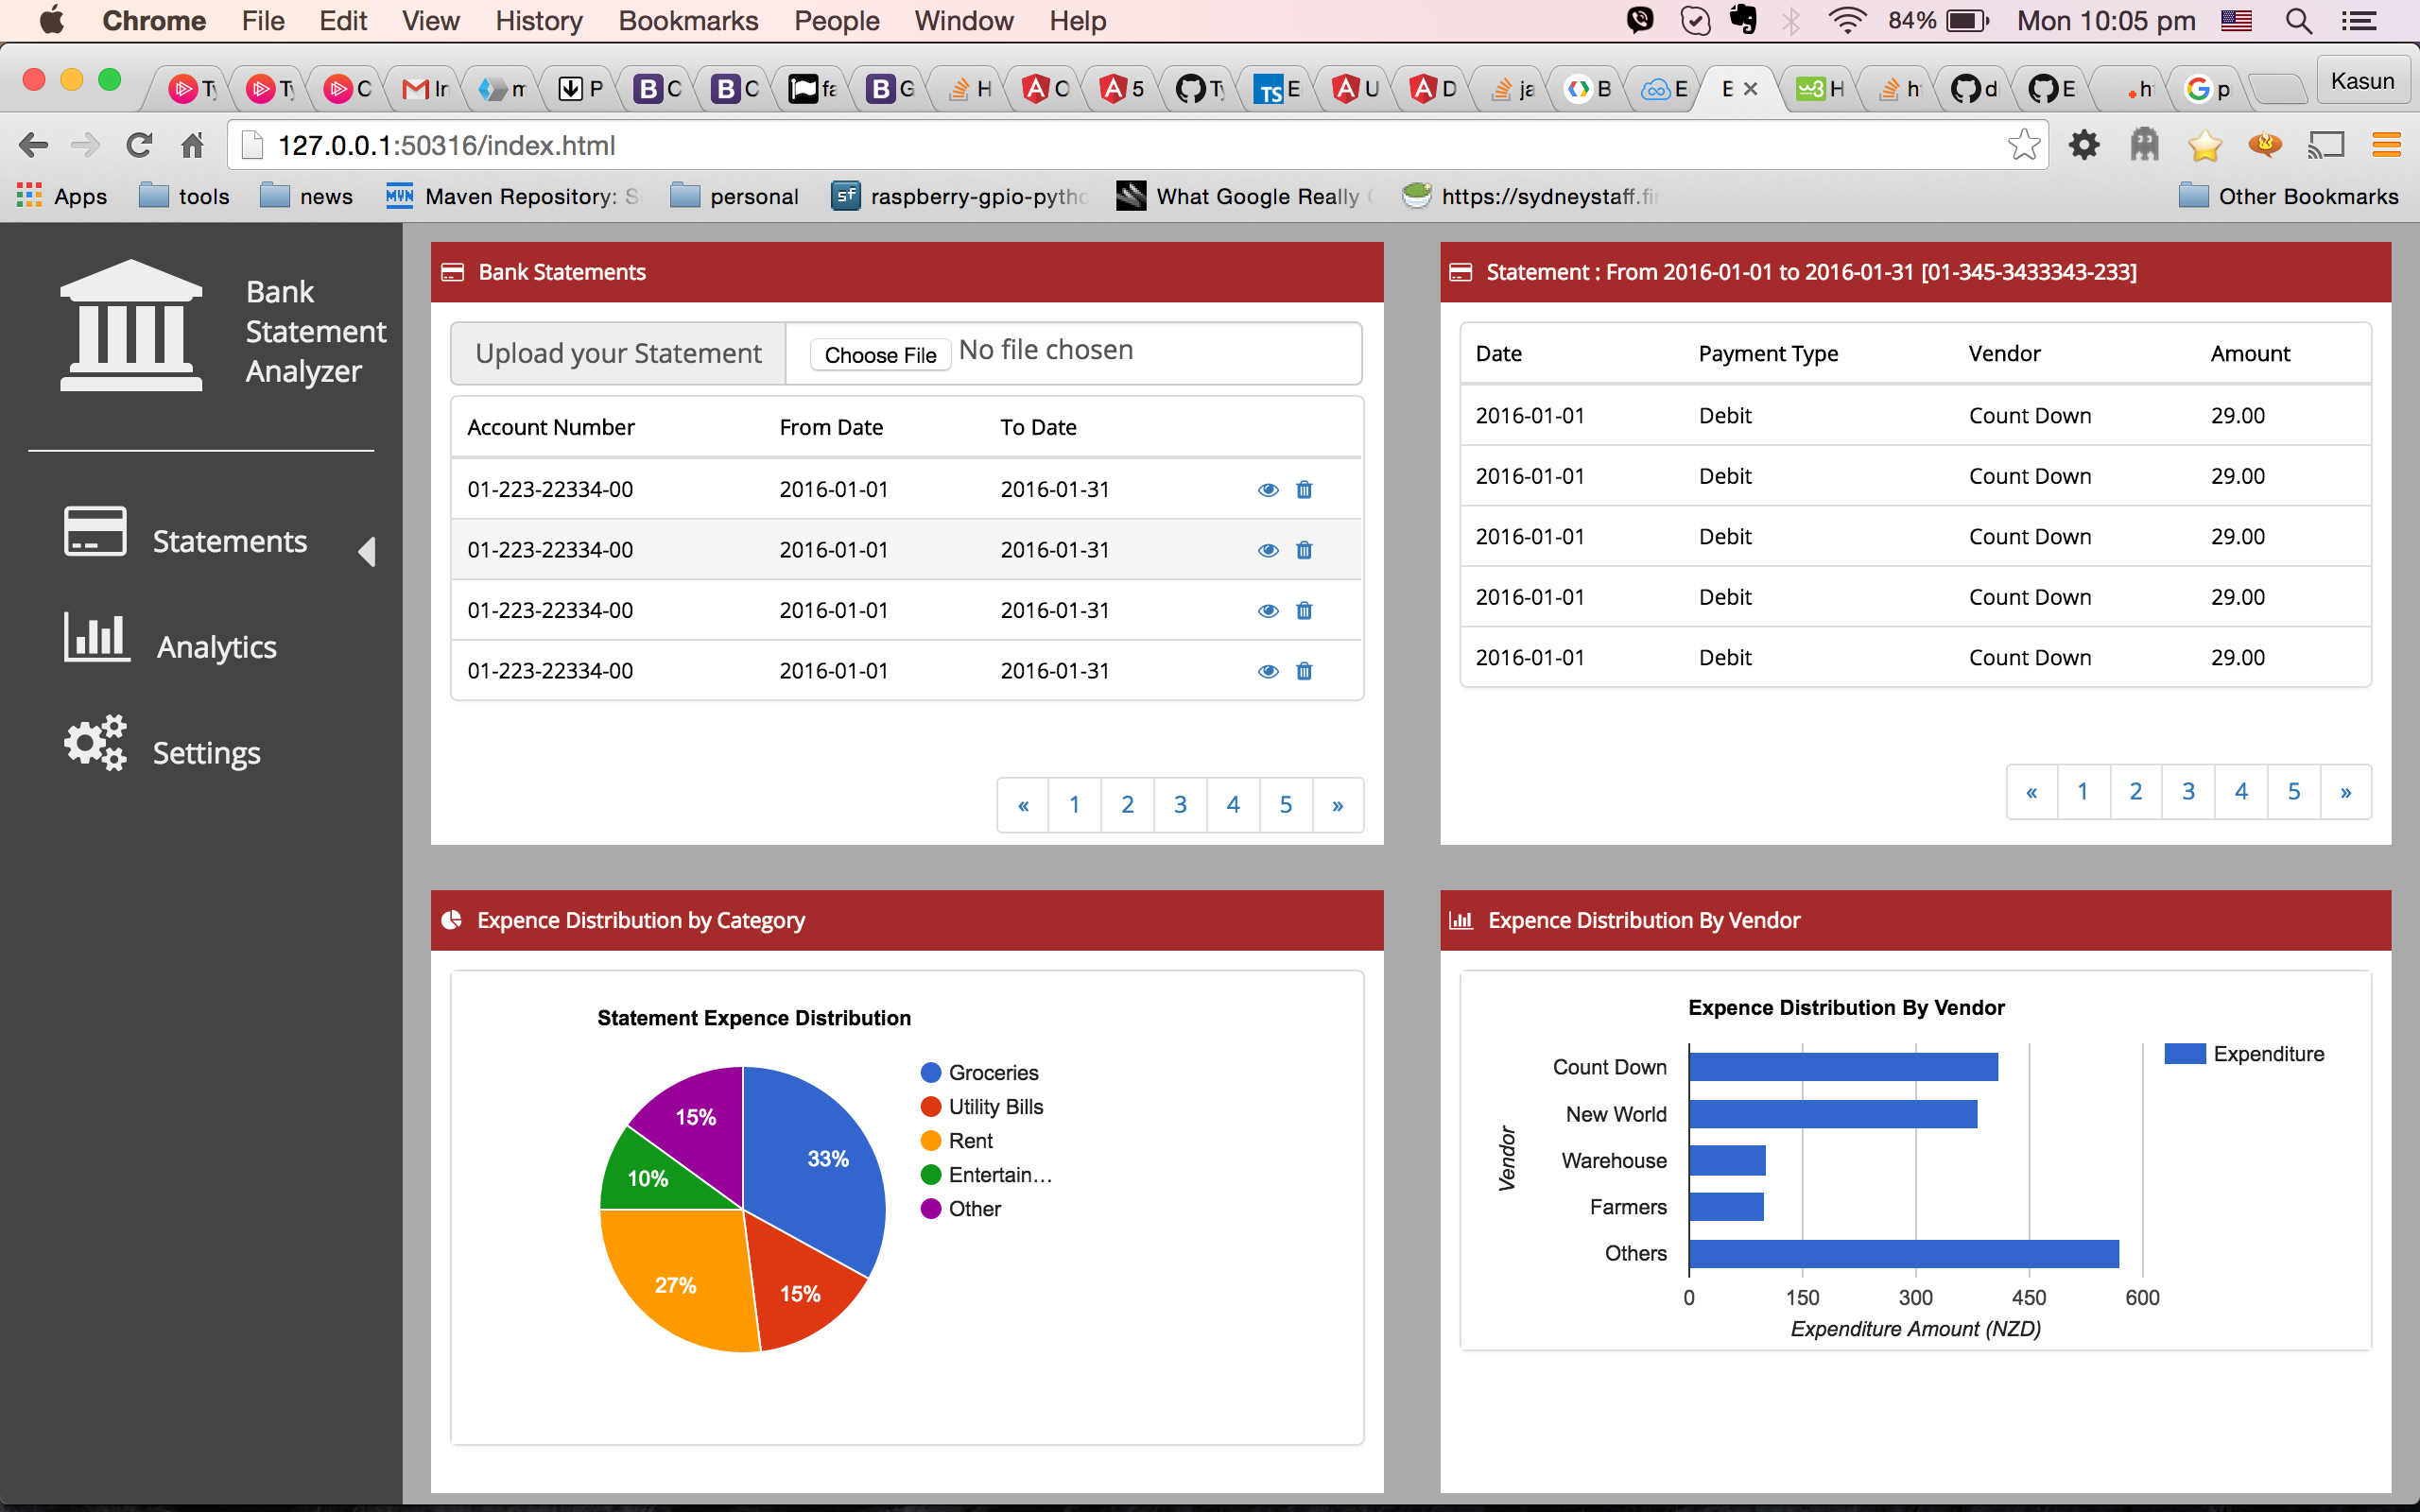 Chrome File Edit View History Bookmarks People Window Help 84% Mon 10:05 pm
Kasun
127.0.0.1:50316/index.html
Apps tools news Maven Repository: S personal raspberry-gpio-pytho What Google Really https://sydneystaff.fir Other Bookmarks
Bank
Statement
Analyzer
Statements
Analytics
Settings
Bank Statements
Upload your Statement Choose File No file chosen
Account Number From Date To Date
01-223-22334-00 2016-01-01 2016-01-31
01-223-22334-00 2016-01-01 2016-01-31
01-223-22334-00 2016-01-01 2016-01-31
01-223-22334-00 2016-01-01 2016-01-31
« 1 2 3 4 5 »
Statement : From 2016-01-01 to 2016-01-31 [01-345-3433343-233]
Date Payment Type Vendor Amount
2016-01-01 Debit Count Down 29.00
2016-01-01 Debit Count Down 29.00
2016-01-01 Debit Count Down 29.00
2016-01-01 Debit Count Down 29.00
2016-01-01 Debit Count Down 29.00
« 1 2 3 4 5 »
Expence Distribution by Category
Statement Expence Distribution
33%
15%
27%
10%
15%
Groceries
Utility Bills
Rent
Entertain...
Other
Expence Distribution By Vendor
Expence Distribution By Vendor
Vendor
Count Down
New World
Warehouse
Farmers
Others
0 150 300 450 600
Expenditure Amount (NZD)
Expenditure